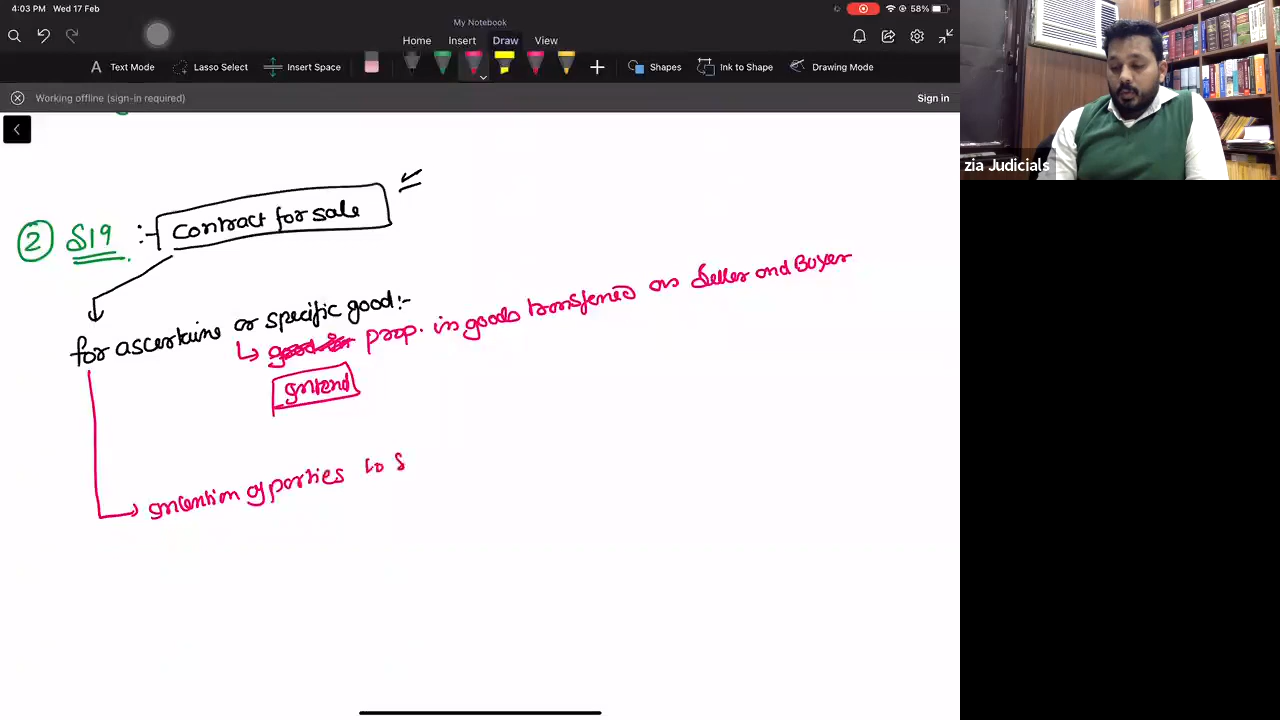 4:03 PM Wed 17 Feb
58%
My Notebook
Home Insert Draw View
Text Mode Lasso Select Insert Space Shapes Ink to Shape Drawing Mode
Working offline (sign-in required) Sign in
zia Judicials
2 S19 :- Contract for sale
for ascertaine or specific good:-
prop. in goods transferred as Seller and Buyer
intend
intention of parties to S